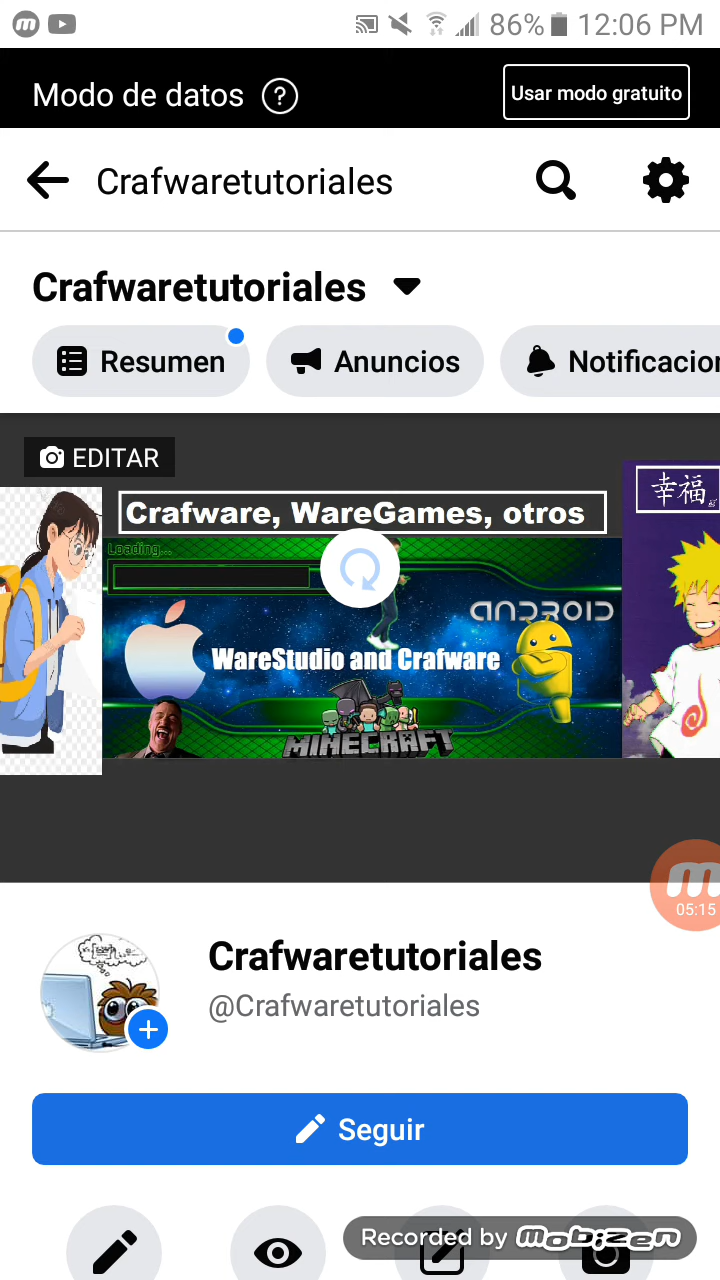 86% 12:06 PM
Modo de datos ?
Usar modo gratuito
Crafwaretutoriales
Crafwaretutoriales
Resumen
Anuncios
Notificacion
EDITAR
Crafware, WareGames, otros
幸福
Loading...
ANDROID
WareStudio and Crafware
MINECRAFT
05:15
Crafwaretutoriales
@Crafwaretutoriales
Seguir
Recorded by mobizen